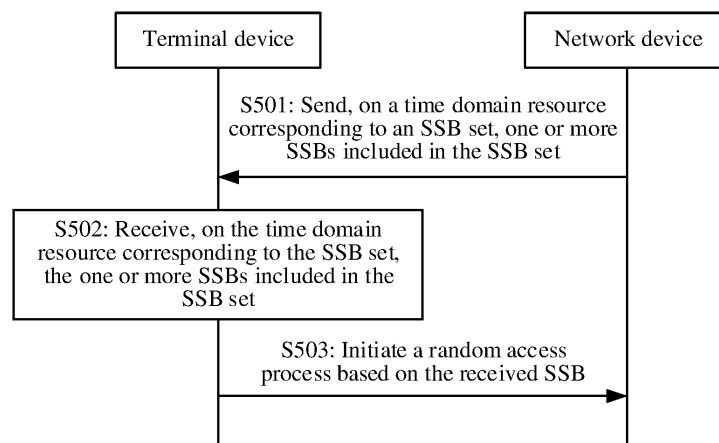 Terminal device
Network device
S501: Send, on a time domain resource
corresponding to an SSB set, one or more
SSBs included in the SSB set
S502: Receive, on the time domain
resource corresponding to the SSB set,
the one or more SSBs included in the
SSB set
S503: Initiate a random access
process based on the received SSB